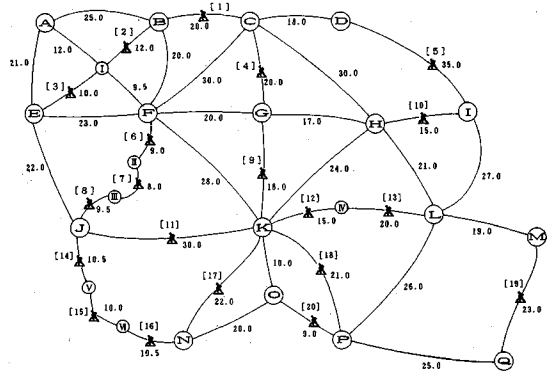 [1]
A
25.0
B
20.0
C
18.0
D
[2]
12.0
12.0
I
[5]
35.0
20.0
[4]
20.0
21.0
[3]
10.0
9.5
30.0
30.0
E
23.0
F
20.0
G
17.0
H
[10]
15.0
I
[6]
9.0
II
22.0
[7]
8.0
III
[8]
9.5
28.0
[9]
18.0
24.0
21.0
27.0
[12]
15.0
IV
[13]
20.0
J
[11]
30.0
K
L
19.0
M
[14]
10.5
V
[17]
22.0
10.0
[18]
21.0
26.0
[19]
23.0
[15]
10.0
VI
[16]
19.5
N
20.0
O
[20]
9.0
P
25.0
Q